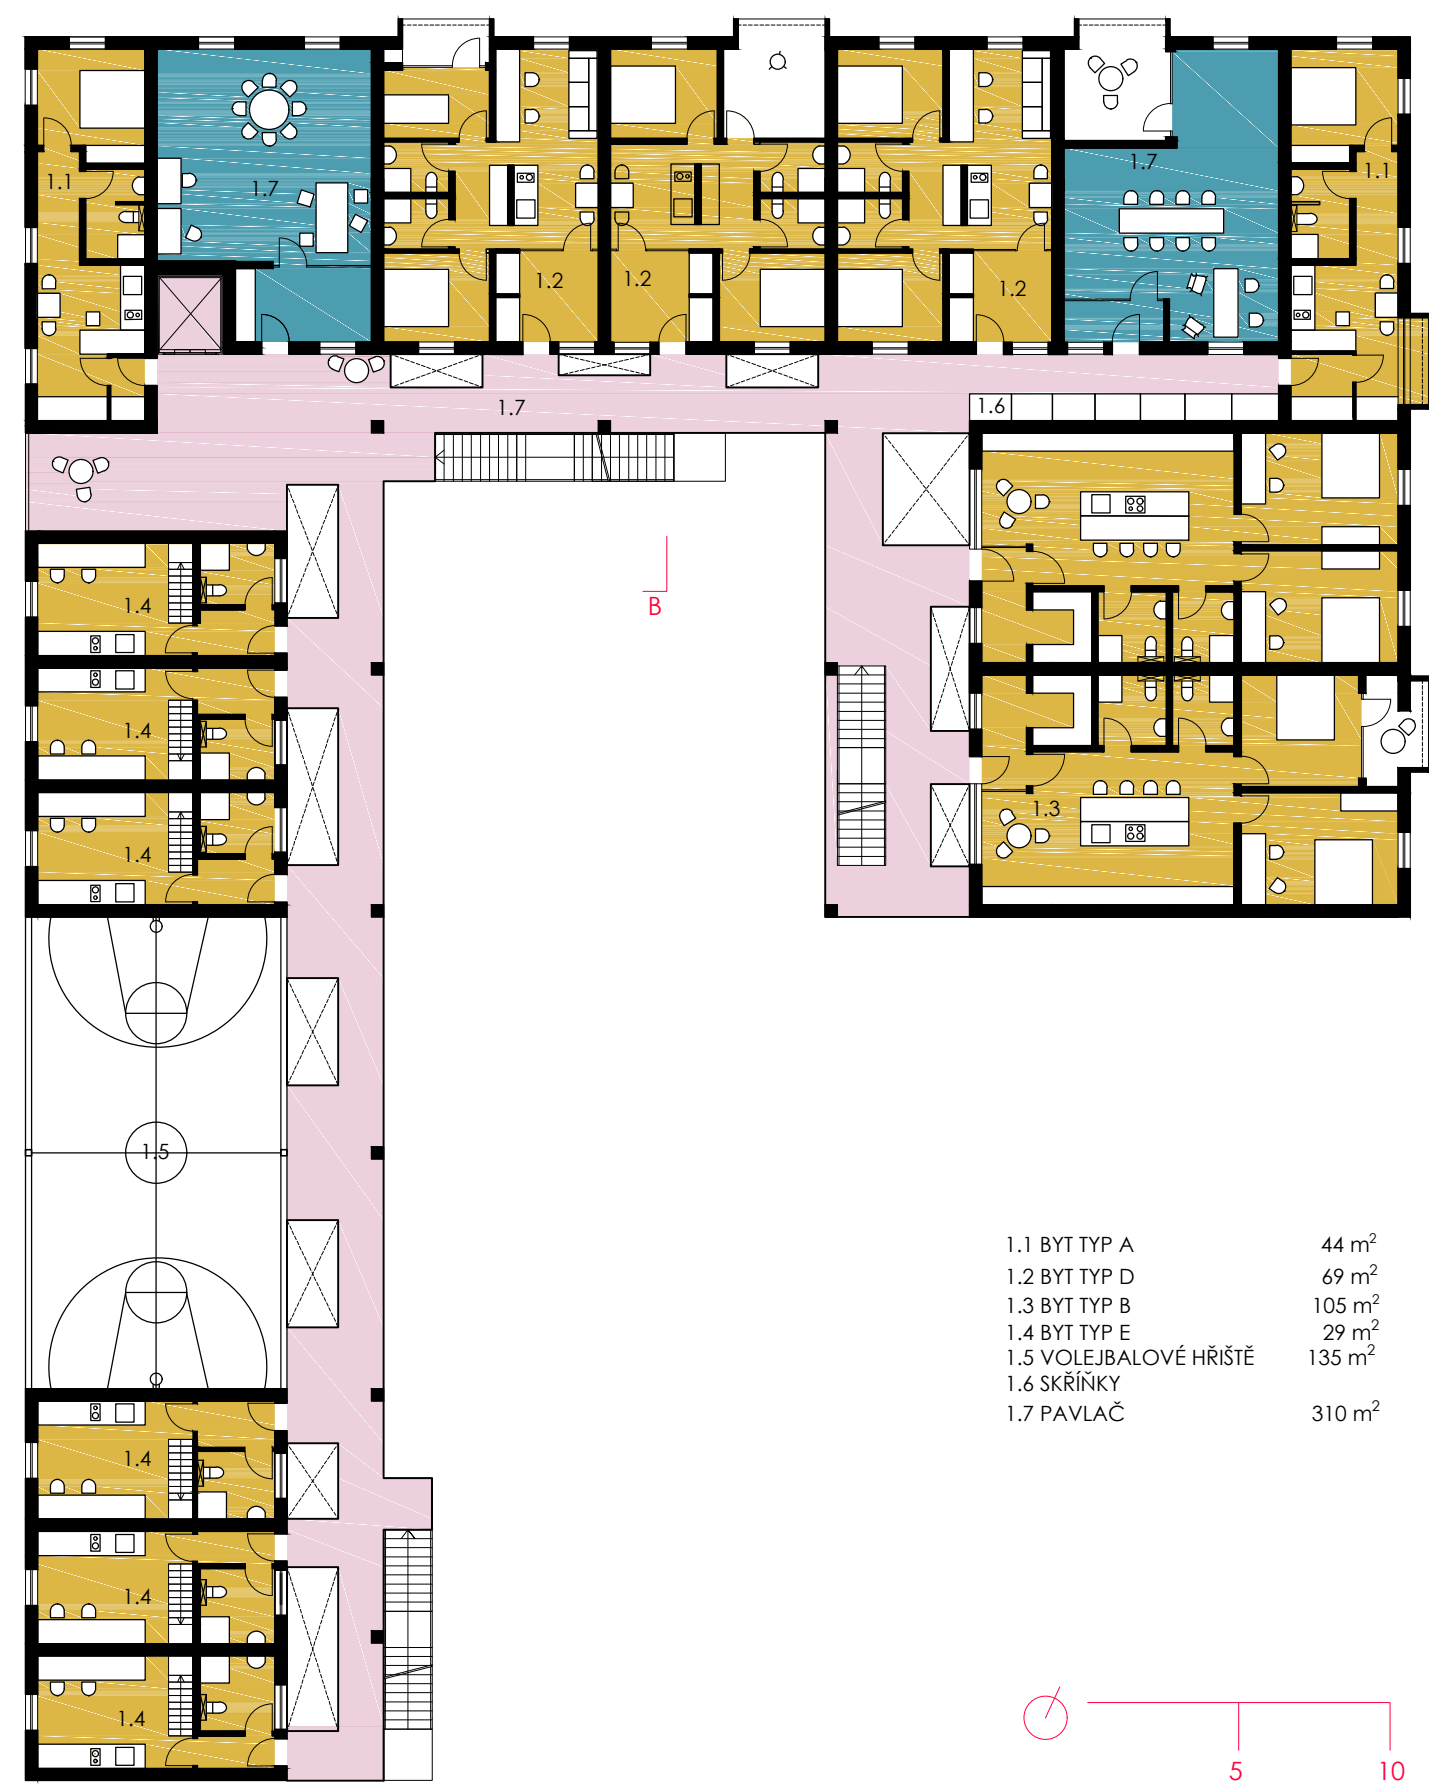 1.1
1.7
1.2
1.2
1.2
1.7
1.1
1.7
1.6
B
1.4
1.4
1.3
1.4
1.5
1.1 BYT TYP A 44 m²
1.2 BYT TYP D 69 m²
1.3 BYT TYP B 105 m²
1.4 BYT TYP E 29 m²
1.5 VOLEJBALOVÉ HŘIŠTĚ 135 m²
1.6 SKŘÍŇKY
1.7 PAVLAČ 310 m²
1.4
1.4
1.4
5 10